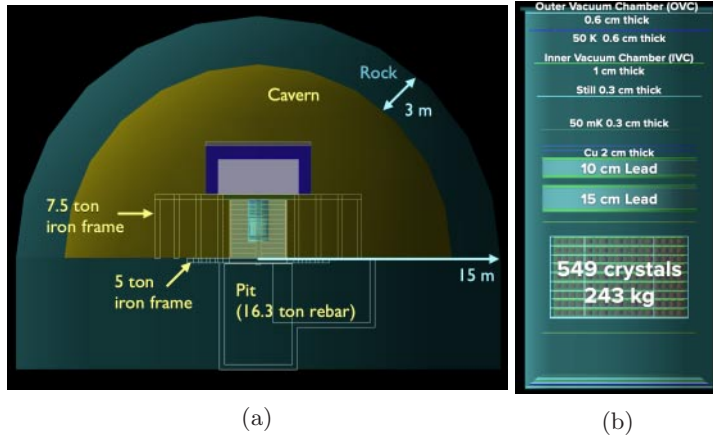 Rock
3 m
Cavern
7.5 ton
iron frame
15 m
5 ton
iron frame
Pit
(16.3 ton rebar)
(a)
Outer Vacuum Chamber (OVC)
0.6 cm thick
50 K 0.6 cm thick
Inner Vacuum Chamber (IVC)
1 cm thick
Still 0.3 cm thick
50 mK 0.3 cm thick
Cu 2 cm thick
10 cm Lead
15 cm Lead
549 crystals
243 kg
(b)